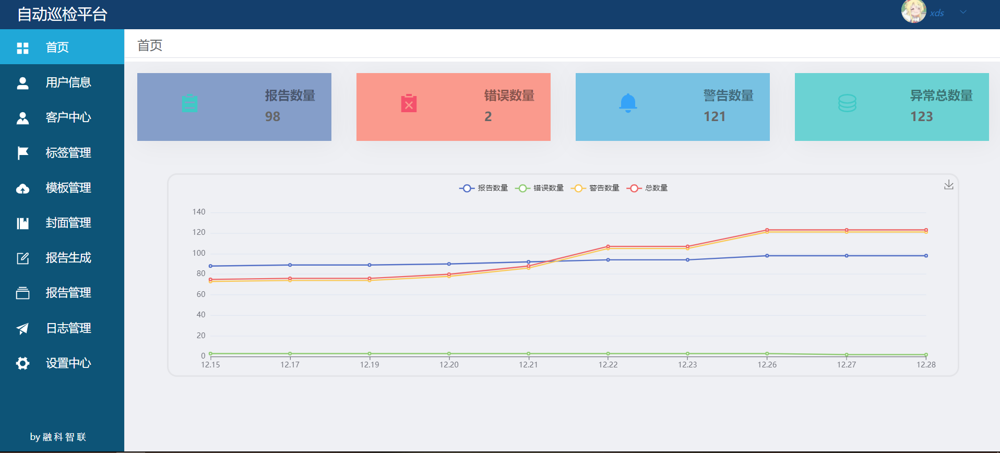 自动巡检平台
xds
首页
用户信息
客户中心
标签管理
模板管理
封面管理
报告生成
报告管理
日志管理
设置中心
by 融科智联
首页
报告数量
98
错误数量
2
警告数量
121
异常总数量
123
报告数量 错误数量 警告数量 总数量
140
120
100
80
60
40
20
0
12.15 12.17 12.19 12.20 12.21 12.22 12.23 12.26 12.27 12.28